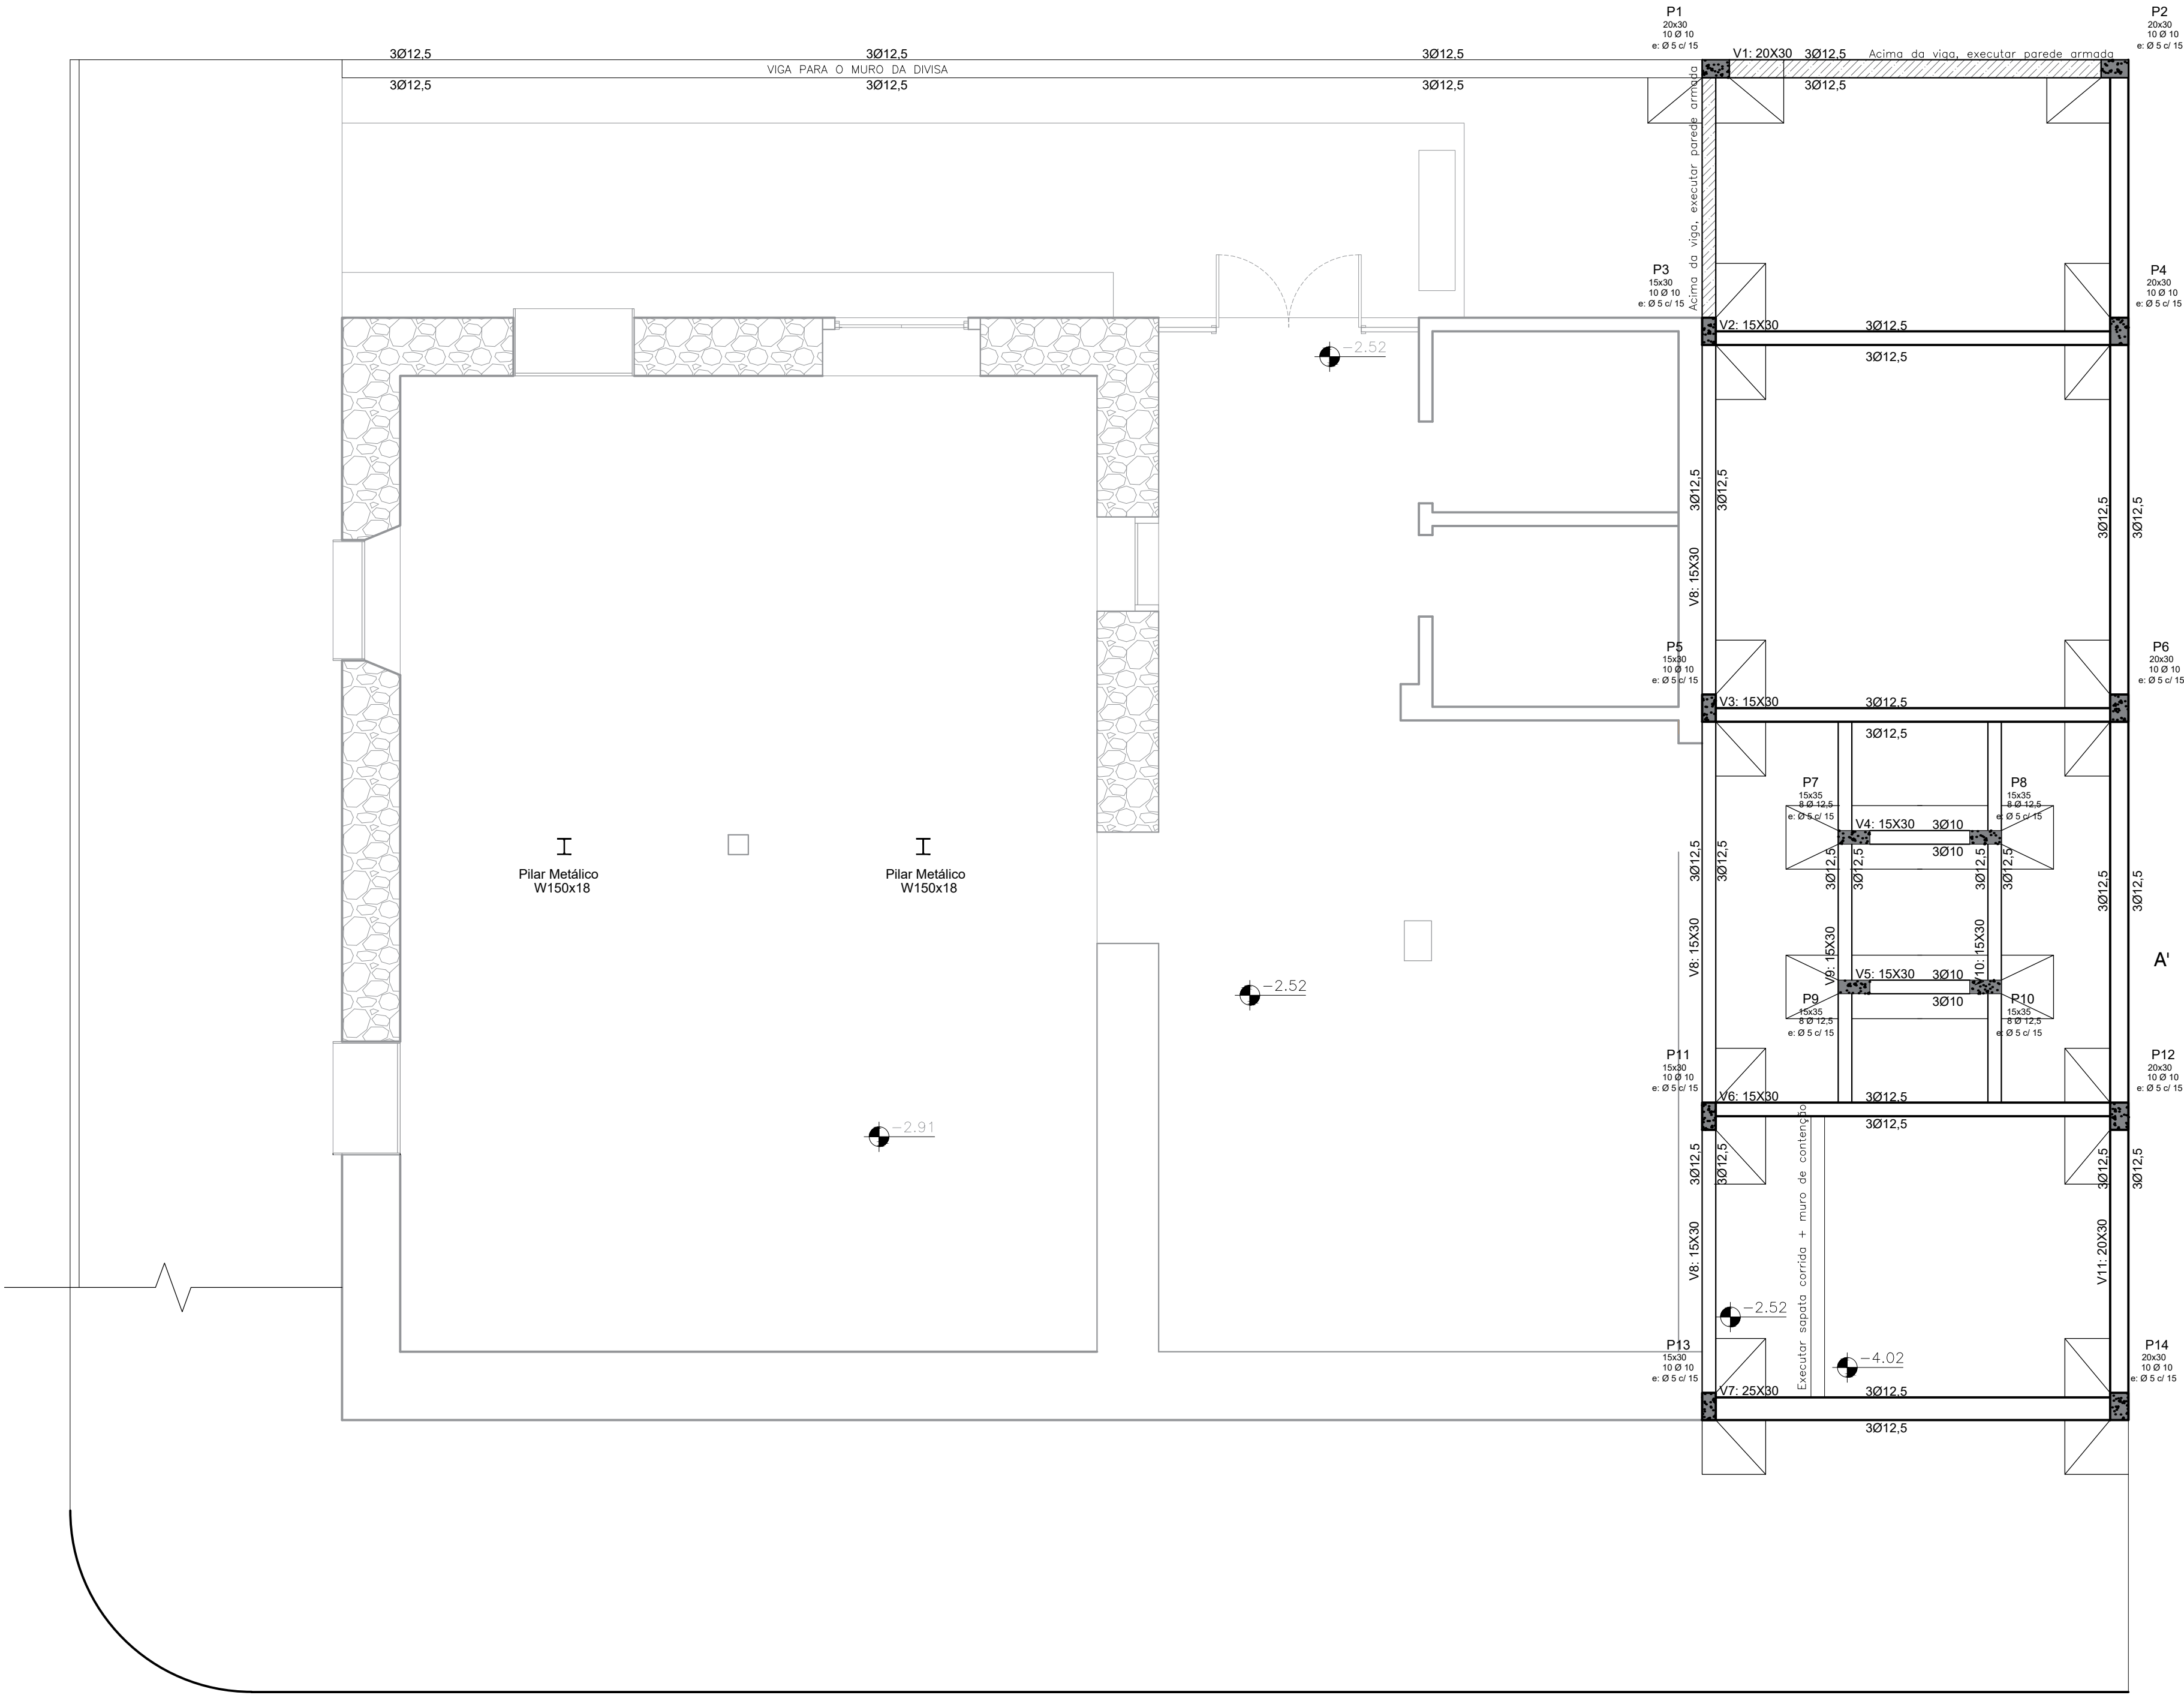 P1
20x30
10 Ø 10
e: Ø 5 c/ 15
P2
20x30
10 Ø 10
e: Ø 5 c/ 15
3Ø12,5
3Ø12,5
3Ø12,5
V1: 20X30
3Ø12,5
Acima da viga, executar parede armada
VIGA PARA O MURO DA DIVISA
3Ø12,5
3Ø12,5
3Ø12,5
3Ø12,5
Acima da viga, executar parede armada
P3
15x30
10 Ø 10
e: Ø 5 c/ 15
P4
20x30
10 Ø 10
e: Ø 5 c/ 15
V2: 15X30
3Ø12,5
3Ø12,5
-2.52
3Ø12,5
3Ø12,5
3Ø12,5
3Ø12,5
V8: 15X30
P5
15x30
10 Ø 10
e: Ø 5 c/ 15
P6
20x30
10 Ø 10
e: Ø 5 c/ 15
V3: 15X30
3Ø12,5
3Ø12,5
P7
15x35
8 Ø 12,5
e: Ø 5 c/ 15
P8
15x35
8 Ø 12,5
e: Ø 5 c/ 15
V4: 15X30
3Ø10
3Ø10
Pilar Metálico
W150x18
Pilar Metálico
W150x18
3Ø12,5
3Ø12,5
3Ø12,5
3Ø12,5
3Ø12,5
3Ø12,5
3Ø12,5
3Ø12,5
V8: 15X30
V9: 15X30
V10: 15X30
A'
V5: 15X30
3Ø10
3Ø10
-2.52
P9
15x35
8 Ø 12,5
e: Ø 5 c/ 15
P10
15x35
8 Ø 12,5
e: Ø 5 c/ 15
P11
15x30
10 Ø 10
e: Ø 5 c/ 15
P12
20x30
10 Ø 10
e: Ø 5 c/ 15
V6: 15X30
3Ø12,5
3Ø12,5
-2.91
3Ø12,5
3Ø12,5
3Ø12,5
3Ø12,5
V8: 15X30
Executar sapata corrida + muro de contenção
V11: 20X30
-2.52
-4.02
P13
15x30
10 Ø 10
e: Ø 5 c/ 15
P14
20x30
10 Ø 10
e: Ø 5 c/ 15
V7: 25X30
3Ø12,5
3Ø12,5